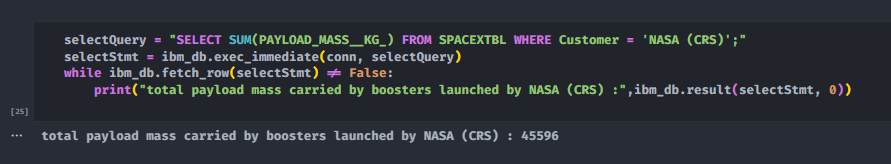 selectQuery = "SELECT SUM(PAYLOAD_MASS__KG_) FROM SPACEXTBL WHERE Customer = 'NASA (CRS)';"
selectStmt = ibm_db.exec_immediate(conn, selectQuery)
while ibm_db.fetch_row(selectStmt) != False:
    print("total payload mass carried by boosters launched by NASA (CRS) :",ibm_db.result(selectStmt, 0))
[25]
... total payload mass carried by boosters launched by NASA (CRS) : 45596